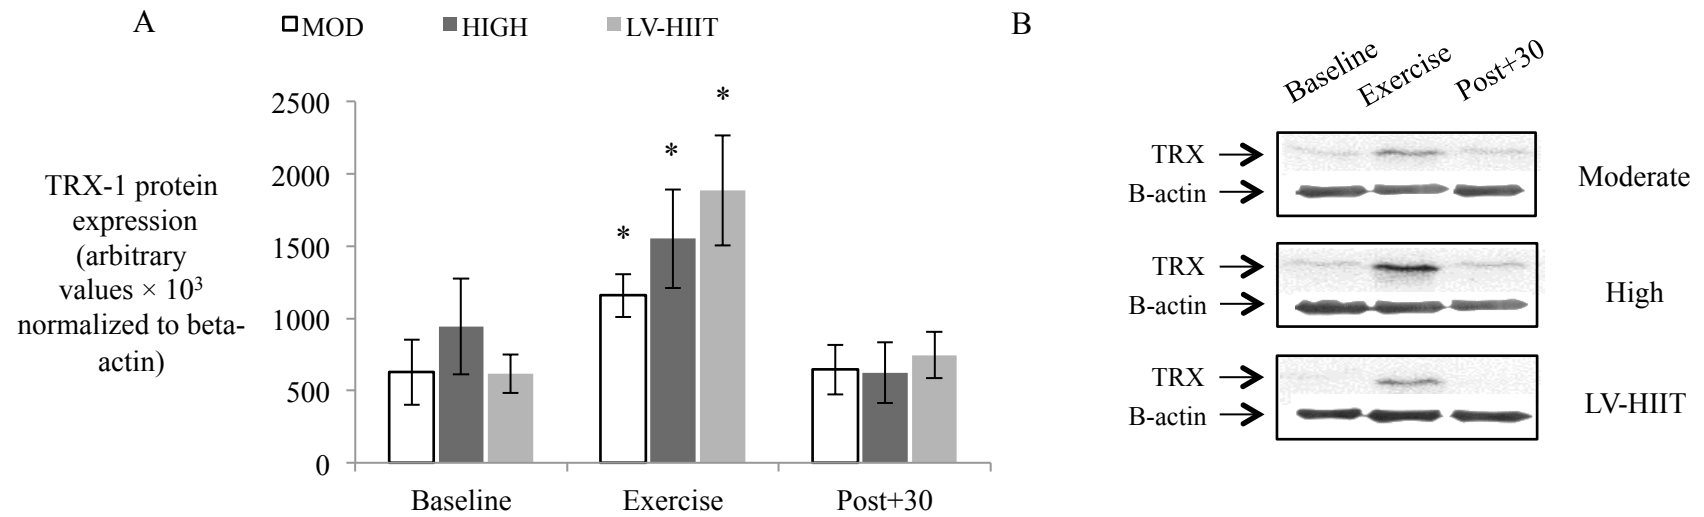 A
MOD HIGH LV-HIIT
TRX-1 protein
expression
(arbitrary
values × 10³
normalized to beta-
actin)
2500
2000
1500
1000
500
0
*
*
*
Baseline Exercise Post+30
B
Baseline Exercise Post+30
TRX
B-actin
Moderate
TRX
B-actin
High
TRX
B-actin
LV-HIIT